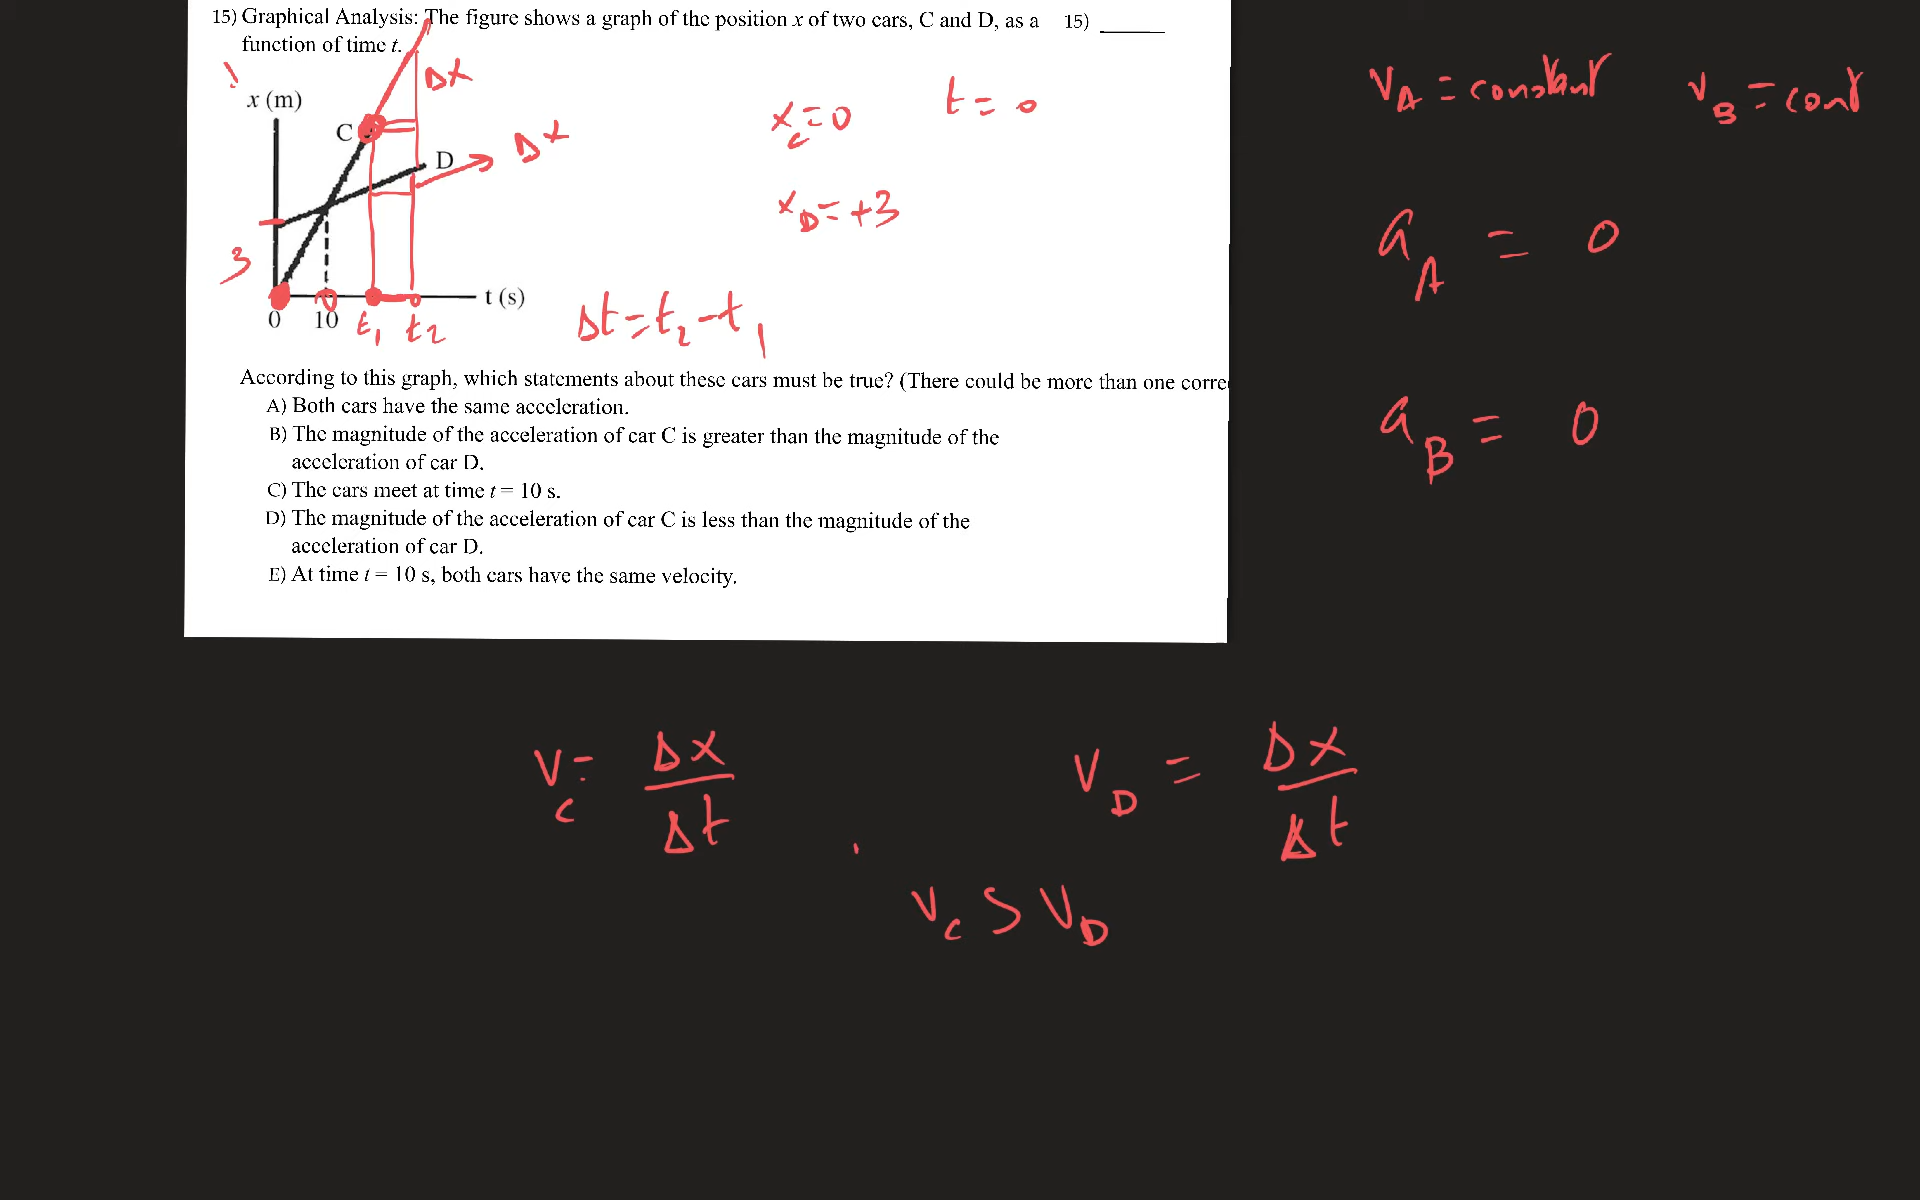 15) Graphical Analysis: The figure shows a graph of the position x of two cars, C and D, as a 15) ______
function of time t.
Δx
x (m)
C
D
Δx
3
0 10 t₁ t₂ t (s)
x_C = 0 t = 0
x_D = +3
Δt = t₂ - t₁
According to this graph, which statements about these cars must be true? (There could be more than one corre
A) Both cars have the same acceleration.
B) The magnitude of the acceleration of car C is greater than the magnitude of the
acceleration of car D.
C) The cars meet at time t = 10 s.
D) The magnitude of the acceleration of car C is less than the magnitude of the
acceleration of car D.
E) At time t = 10 s, both cars have the same velocity.
v_A = constant v_B = cont
a_A = 0
a_B = 0
v_C = Δx/Δt v_D = Δx/Δt
v_C > v_D